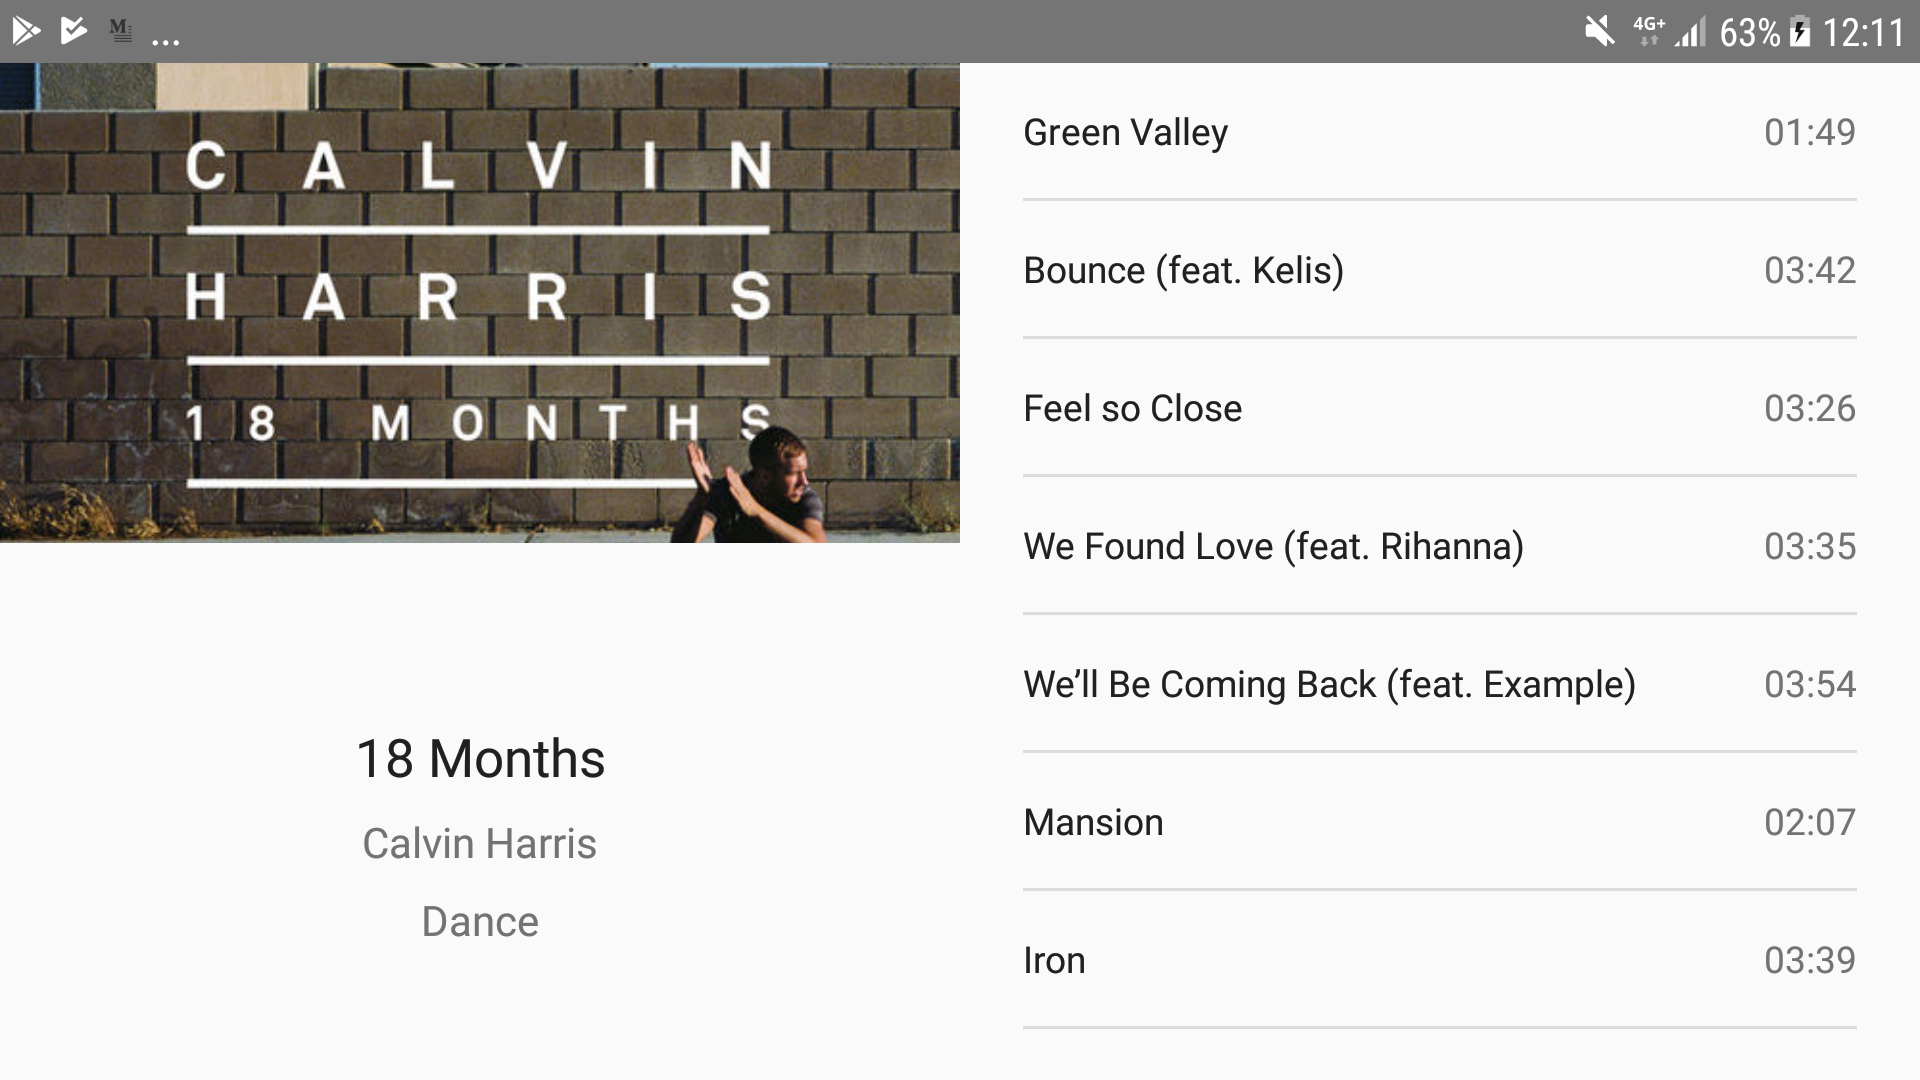 4G+ 63% 12:11
CALVIN
HARRIS
18 MONTHS
18 Months
Calvin Harris
Dance
Green Valley 01:49
Bounce (feat. Kelis) 03:42
Feel so Close 03:26
We Found Love (feat. Rihanna) 03:35
We’ll Be Coming Back (feat. Example) 03:54
Mansion 02:07
Iron 03:39